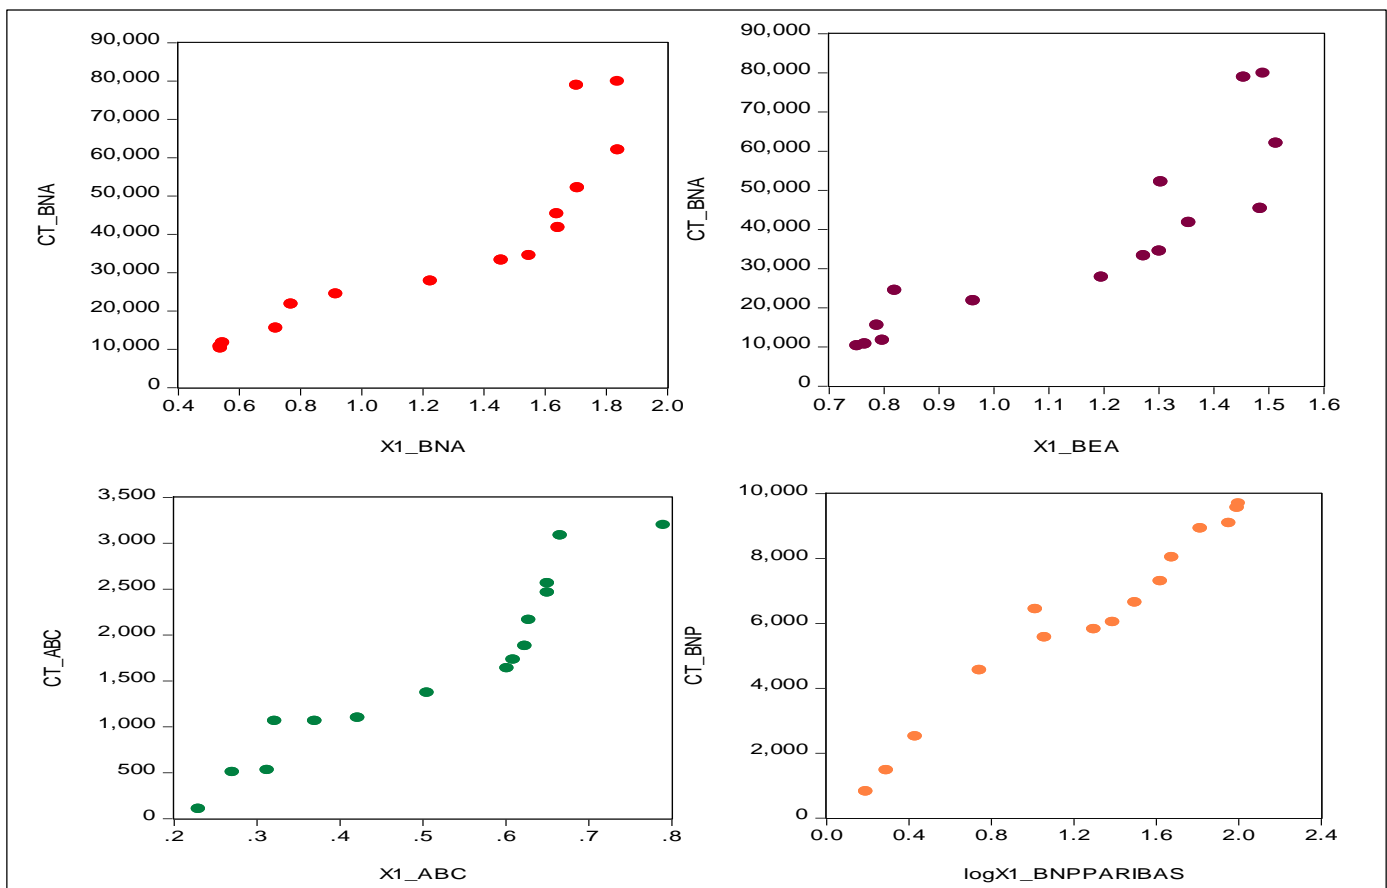 90,000
80,000
70,000
60,000
50,000
40,000
30,000
20,000
10,000
0
CT_BNA
0.4 0.6 0.8 1.0 1.2 1.4 1.6 1.8 2.0
X1_BNA
90,000
80,000
70,000
60,000
50,000
40,000
30,000
20,000
10,000
0
CT_BNA
0.7 0.8 0.9 1.0 1.1 1.2 1.3 1.4 1.5 1.6
X1_BEA
3,500
3,000
2,500
2,000
1,500
1,000
500
0
CT_ABC
.2 .3 .4 .5 .6 .7 .8
X1_ABC
10,000
8,000
6,000
4,000
2,000
0
CT_BNP
0.0 0.4 0.8 1.2 1.6 2.0 2.4
logX1_BNPPARIBAS